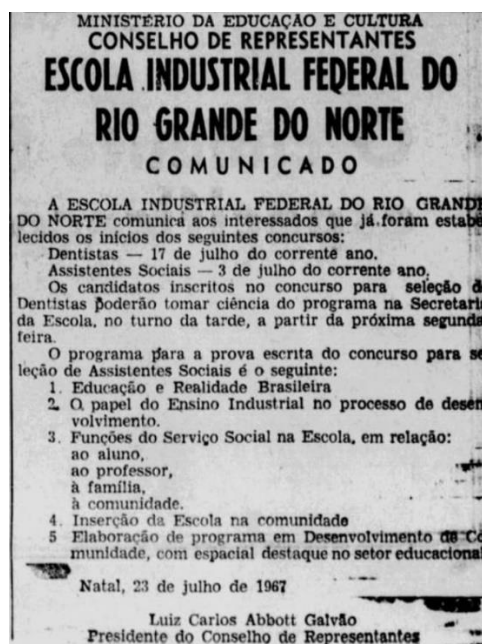 MINISTÉRIO DA EDUCAÇÃO E CULTURA
CONSELHO DE REPRESENTANTES
ESCOLA INDUSTRIAL FEDERAL DO
RIO GRANDE DO NORTE
COMUNICADO
A ESCOLA INDUSTRIAL FEDERAL DO RIO GRANDE
DO NORTE comunica aos interessados que já foram estabe
lecidos os inícios dos seguintes concursos:
Dentistas — 17 de julho do corrente ano.
Assistentes Sociais — 3 de julho do corrente ano.
Os candidatos inscritos no concurso para seleção d
Dentistas poderão tomar ciência do programa na Secretari
da Escola, no turno da tarde, a partir da próxima segunda
feira.
O programa para a prova escrita do concurso para se
leção de Assistentes Sociais é o seguinte:
1. Educação e Realidade Brasileira
2. O papel do Ensino Industrial no processo de desen
volvimento.
3. Funções do Serviço Social na Escola, em relação:
ao aluno,
ao professor,
à família,
à comunidade.
4. Inserção da Escola na comunidade
5 Elaboração de programa em Desenvolvimento de Co
munidade, com espacial destaque no setor educacional
Natal, 23 de julho de 1967
Luiz Carlos Abbott Galvão
Presidente do Conselho de Representantes